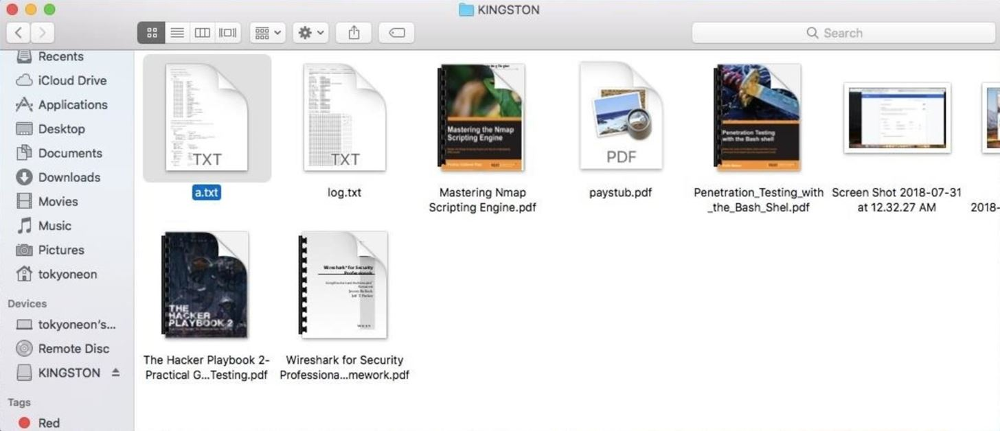 KINGSTON
Search
Recents
iCloud Drive
Applications
Desktop
Documents
Downloads
Movies
Music
Pictures
tokyoneon
Devices
tokyoneon's...
Remote Disc
KINGSTON
Tags
Red
TXT
a.txt
TXT
log.txt
Mastering the Nmap
Scripting Engine
Mastering Nmap
Scripting Engine.pdf
PDF
paystub.pdf
Penetration Testing
with the Bash shell
Penetration_Testing_with
_the_Bash_Shel.pdf
Screen Shot 2018-07-31
at 12.32.27 AM
2018-
THE
HACKER
PLAYBOOK 2
The Hacker Playbook 2-
Practical G...Testing.pdf
Wireshark® for Security
Professionals
Wireshark for Security
Professiona...mework.pdf